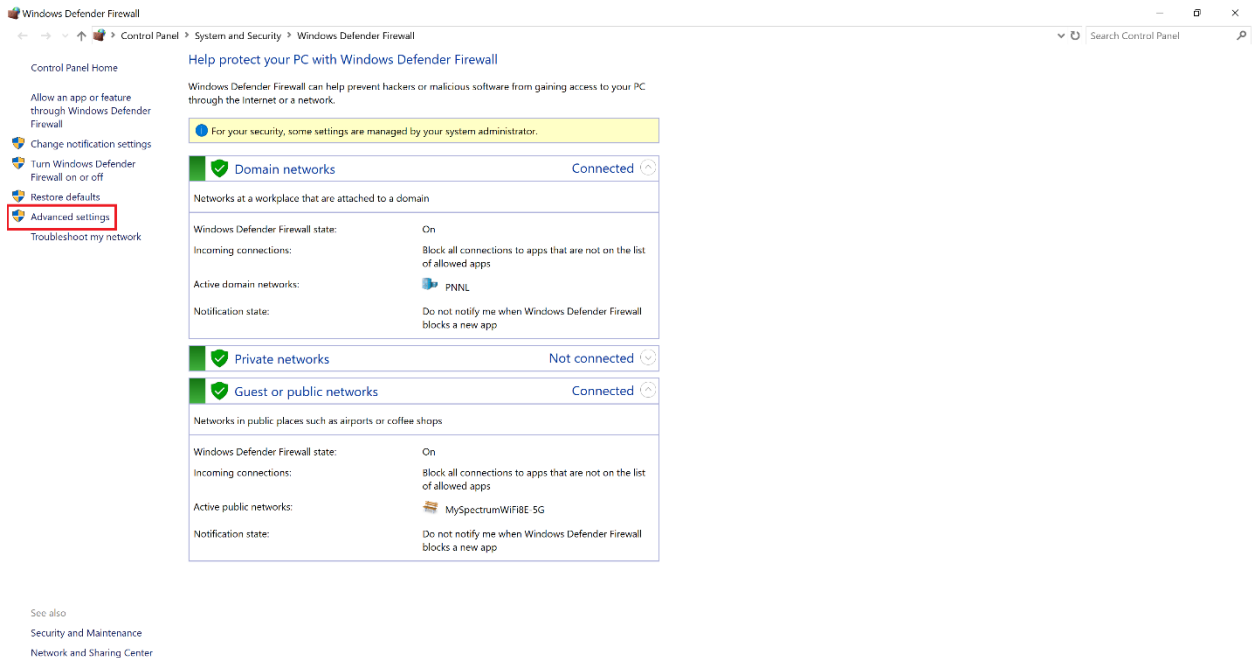 Windows Defender Firewall
Control Panel > System and Security > Windows Defender Firewall
Search Control Panel
Control Panel Home
Allow an app or feature
through Windows Defender
Firewall
Change notification settings
Turn Windows Defender
Firewall on or off
Restore defaults
Advanced settings
Troubleshoot my network
Help protect your PC with Windows Defender Firewall
Windows Defender Firewall can help prevent hackers or malicious software from gaining access to your PC
through the Internet or a network.
For your security, some settings are managed by your system administrator.
Domain networks Connected
Networks at a workplace that are attached to a domain
Windows Defender Firewall state: On
Incoming connections: Block all connections to apps that are not on the list
of allowed apps
Active domain networks: PNNL
Notification state: Do not notify me when Windows Defender Firewall
blocks a new app
Private networks Not connected
Guest or public networks Connected
Networks in public places such as airports or coffee shops
Windows Defender Firewall state: On
Incoming connections: Block all connections to apps that are not on the list
of allowed apps
Active public networks: MySpectrumWiFi8E-5G
Notification state: Do not notify me when Windows Defender Firewall
blocks a new app
See also
Security and Maintenance
Network and Sharing Center